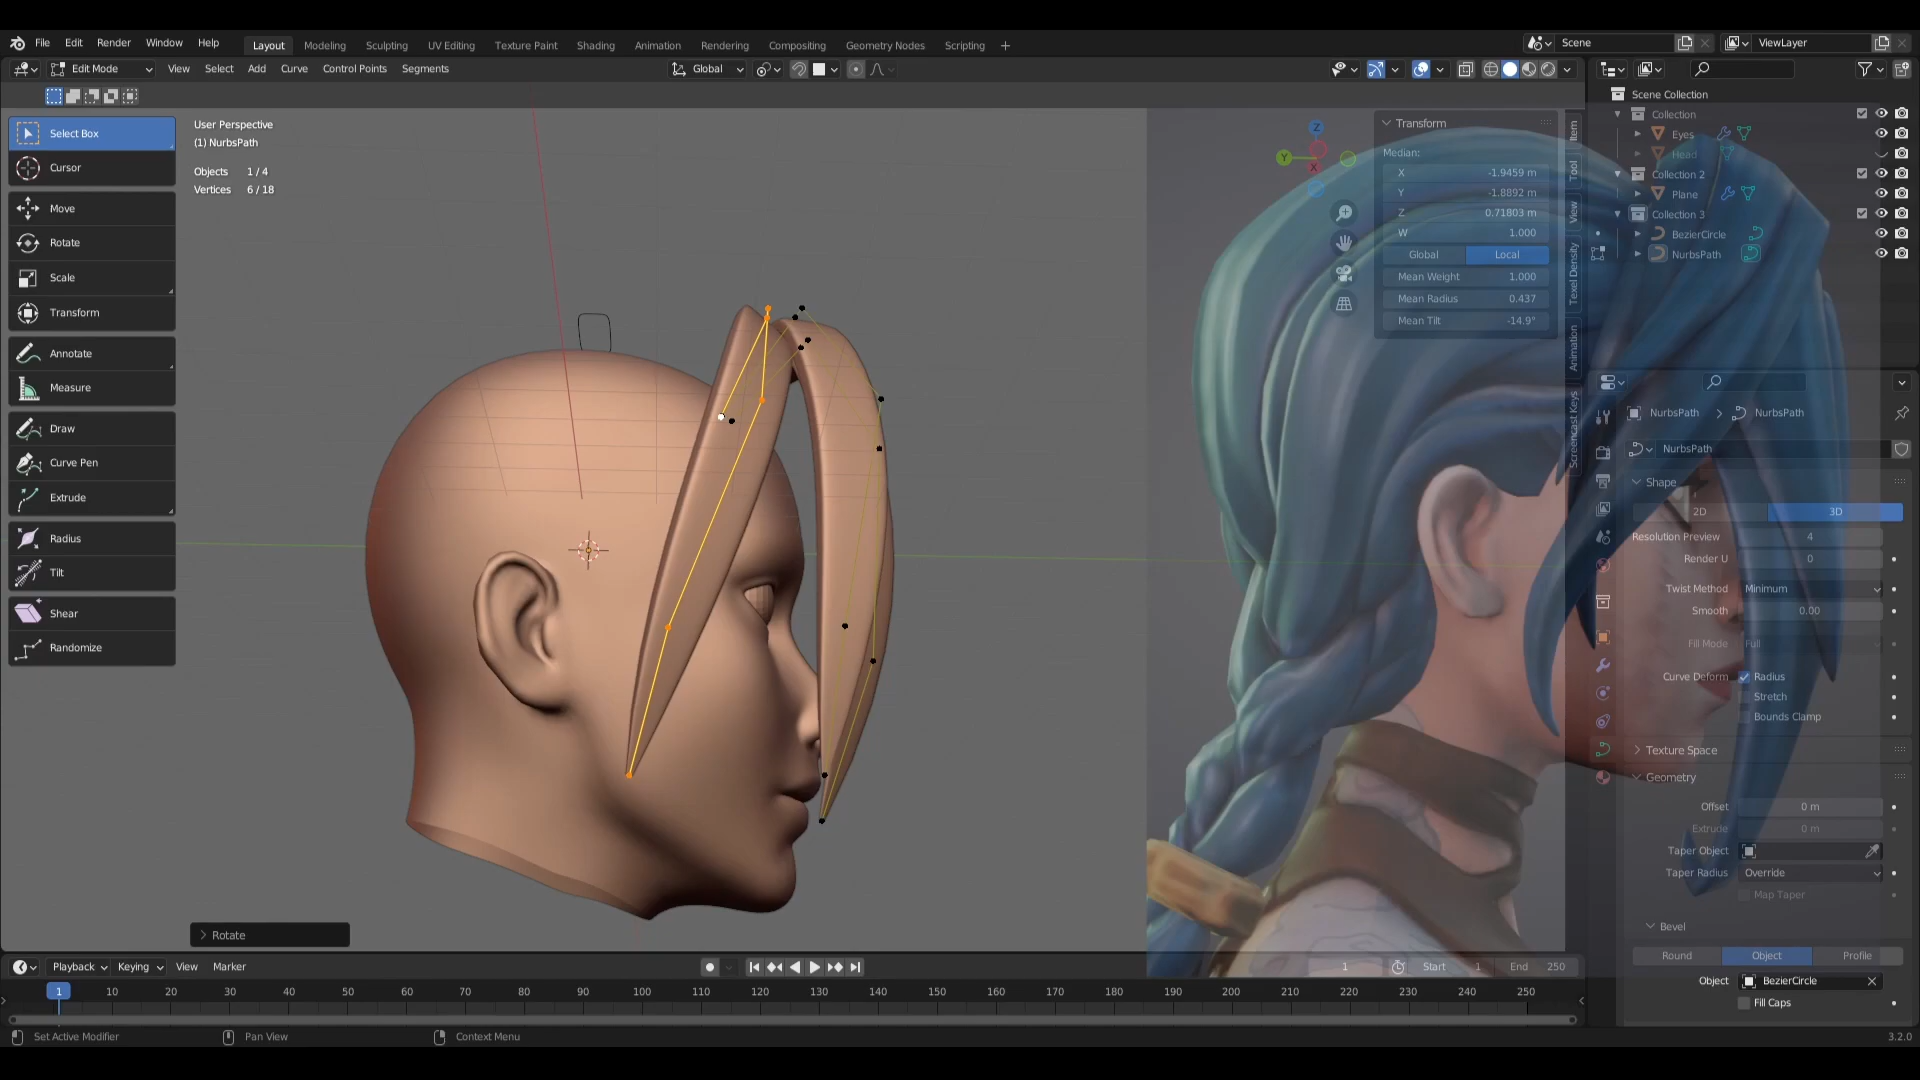 File Edit Render Window Help Layout Modeling Sculpting UV Editing Texture Paint Shading Animation Rendering Compositing Geometry Nodes Scripting + Scene ViewLayer
Edit Mode View Select Add Curve Control Points Segments Global
Select Box
Cursor
Move
Rotate
Scale
Transform
Annotate
Measure
Draw
Curve Pen
Extrude
Radius
Tilt
Shear
Randomize
User Perspective
(1) NurbsPath
Objects 1 / 4
Vertices 6 / 18
Rotate
Z
Y
X
Transform
Median:
X -1.9459 m
Y -1.8892 m
Z 0.71803 m
W 1.000
Global Local
Mean Weight 1.000
Mean Radius 0.437
Mean Tilt -14.9°
Item
Tool
View
Texel Density
Animation
Screencast Keys
Scene Collection
Collection
Eyes
Head
Collection 2
Plane
Collection 3
BezierCircle
NurbsPath
NurbsPath > NurbsPath
NurbsPath
Shape
2D 3D
Resolution Preview 4
Render U 0
Twist Method Minimum
Smooth 0.00
Fill Mode Full
Curve Deform Radius
Stretch
Bounds Clamp
Texture Space
Geometry
Offset 0 m
Extrude 0 m
Taper Object
Taper Radius Override
Map Taper
Bevel
Round Object Profile
Object BezierCircle
Fill Caps
Playback Keying View Marker 1 Start 1 End 250
1 10 20 30 40 50 60 70 80 90 100 110 120 130 140 150 160 170 180 190 200 210 220 230 240 250
Set Active Modifier Pan View Context Menu 3.2.0